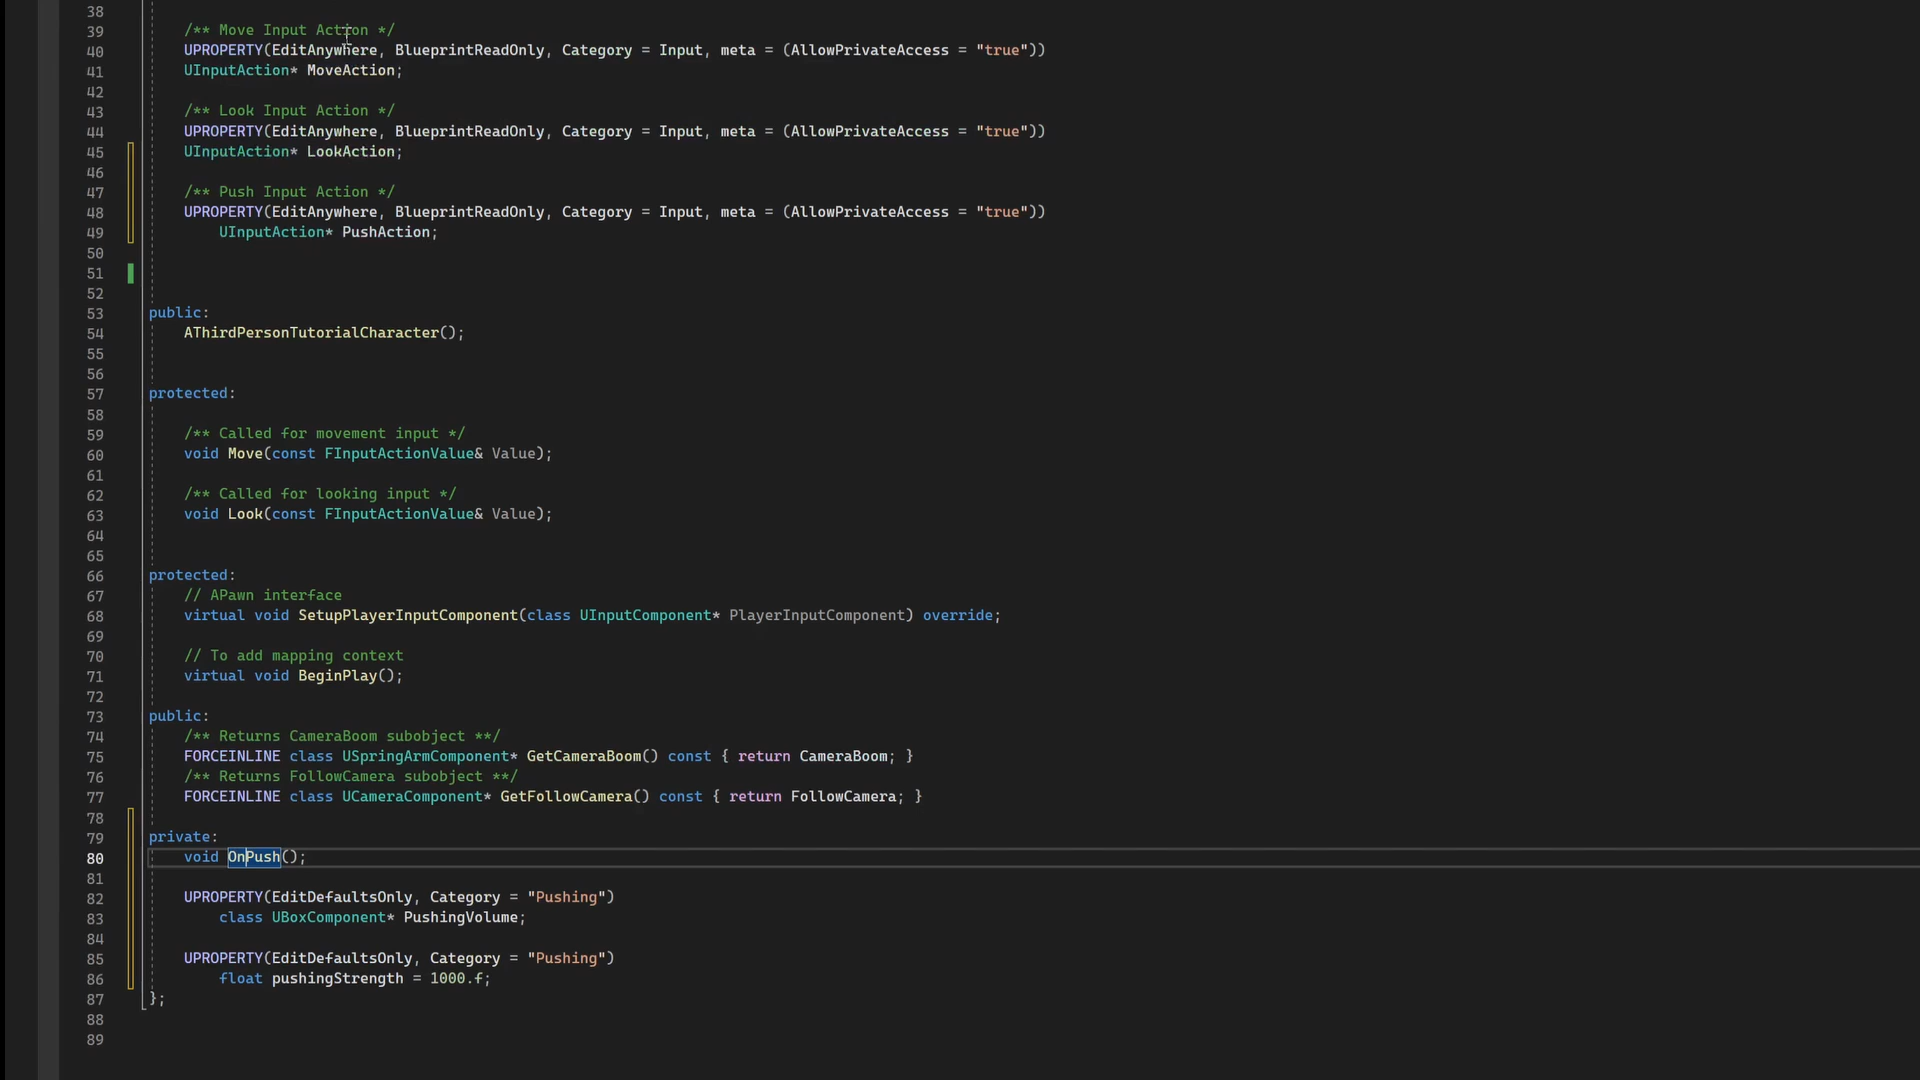 38
39 /** Move Input Action */
40 UPROPERTY(EditAnywhere, BlueprintReadOnly, Category = Input, meta = (AllowPrivateAccess = "true"))
41 UInputAction* MoveAction;
42
43 /** Look Input Action */
44 UPROPERTY(EditAnywhere, BlueprintReadOnly, Category = Input, meta = (AllowPrivateAccess = "true"))
45 UInputAction* LookAction;
46
47 /** Push Input Action */
48 UPROPERTY(EditAnywhere, BlueprintReadOnly, Category = Input, meta = (AllowPrivateAccess = "true"))
49 UInputAction* PushAction;
50
51
52
53 public:
54 AThirdPersonTutorialCharacter();
55
56
57 protected:
58
59 /** Called for movement input */
60 void Move(const FInputActionValue& Value);
61
62 /** Called for looking input */
63 void Look(const FInputActionValue& Value);
64
65
66 protected:
67 // APawn interface
68 virtual void SetupPlayerInputComponent(class UInputComponent* PlayerInputComponent) override;
69
70 // To add mapping context
71 virtual void BeginPlay();
72
73 public:
74 /** Returns CameraBoom subobject **/
75 FORCEINLINE class USpringArmComponent* GetCameraBoom() const { return CameraBoom; }
76 /** Returns FollowCamera subobject **/
77 FORCEINLINE class UCameraComponent* GetFollowCamera() const { return FollowCamera; }
78
79 private:
80 void OnPush();
81
82 UPROPERTY(EditDefaultsOnly, Category = "Pushing")
83 class UBoxComponent* PushingVolume;
84
85 UPROPERTY(EditDefaultsOnly, Category = "Pushing")
86 float pushingStrength = 1000.f;
87 };
88
89